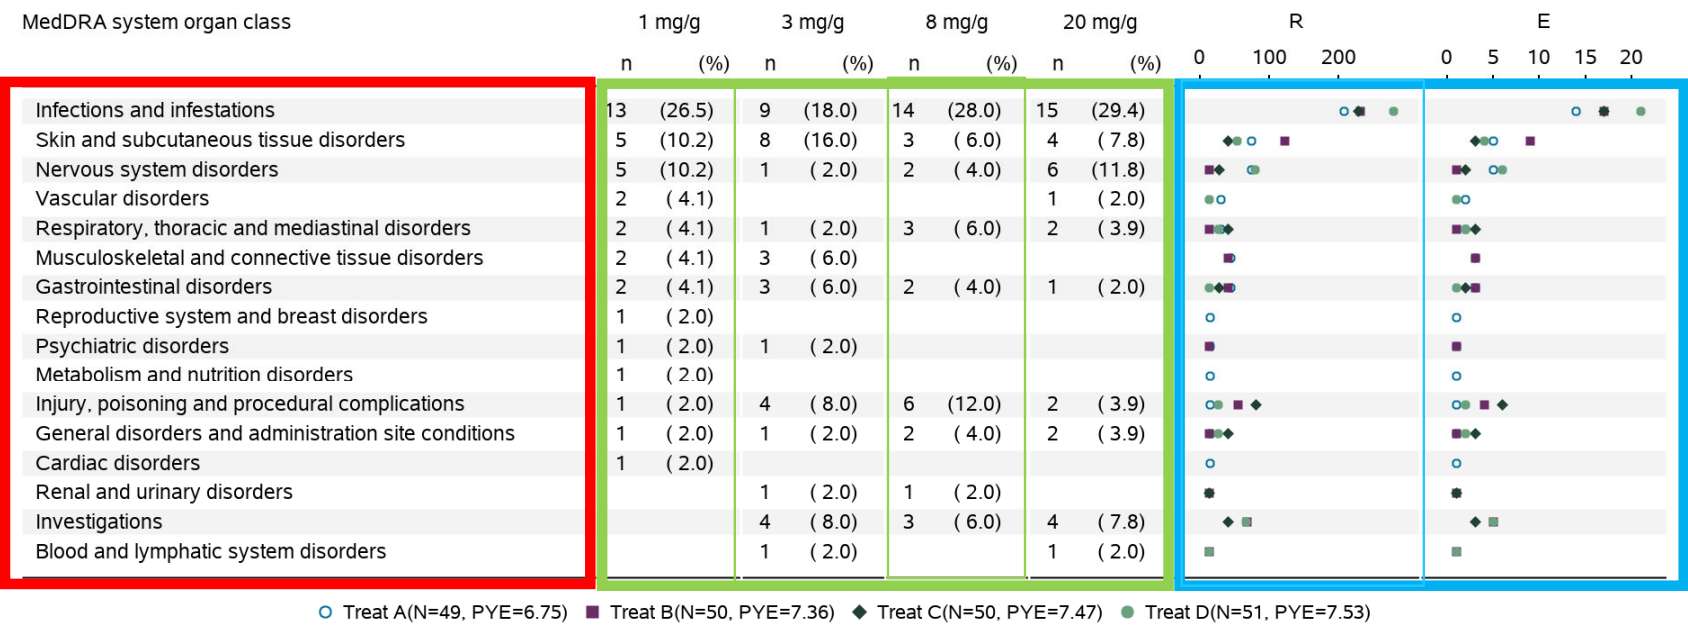 MedDRA system organ class 1 mg/g 3 mg/g 8 mg/g 20 mg/g R E
n (%) n (%) n (%) n (%) 0 100 200 0 5 10 15 20
Infections and infestations 13 (26.5) 9 (18.0) 14 (28.0) 15 (29.4)
Skin and subcutaneous tissue disorders 5 (10.2) 8 (16.0) 3 ( 6.0) 4 ( 7.8)
Nervous system disorders 5 (10.2) 1 ( 2.0) 2 ( 4.0) 6 (11.8)
Vascular disorders 2 ( 4.1) 1 ( 2.0)
Respiratory, thoracic and mediastinal disorders 2 ( 4.1) 1 ( 2.0) 3 ( 6.0) 2 ( 3.9)
Musculoskeletal and connective tissue disorders 2 ( 4.1) 3 ( 6.0)
Gastrointestinal disorders 2 ( 4.1) 3 ( 6.0) 2 ( 4.0) 1 ( 2.0)
Reproductive system and breast disorders 1 ( 2.0)
Psychiatric disorders 1 ( 2.0) 1 ( 2.0)
Metabolism and nutrition disorders 1 ( 2.0)
Injury, poisoning and procedural complications 1 ( 2.0) 4 ( 8.0) 6 (12.0) 2 ( 3.9)
General disorders and administration site conditions 1 ( 2.0) 1 ( 2.0) 2 ( 4.0) 2 ( 3.9)
Cardiac disorders 1 ( 2.0)
Renal and urinary disorders 1 ( 2.0) 1 ( 2.0)
Investigations 4 ( 8.0) 3 ( 6.0) 4 ( 7.8)
Blood and lymphatic system disorders 1 ( 2.0) 1 ( 2.0)
Treat A(N=49, PYE=6.75) Treat B(N=50, PYE=7.36) Treat C(N=50, PYE=7.47) Treat D(N=51, PYE=7.53)